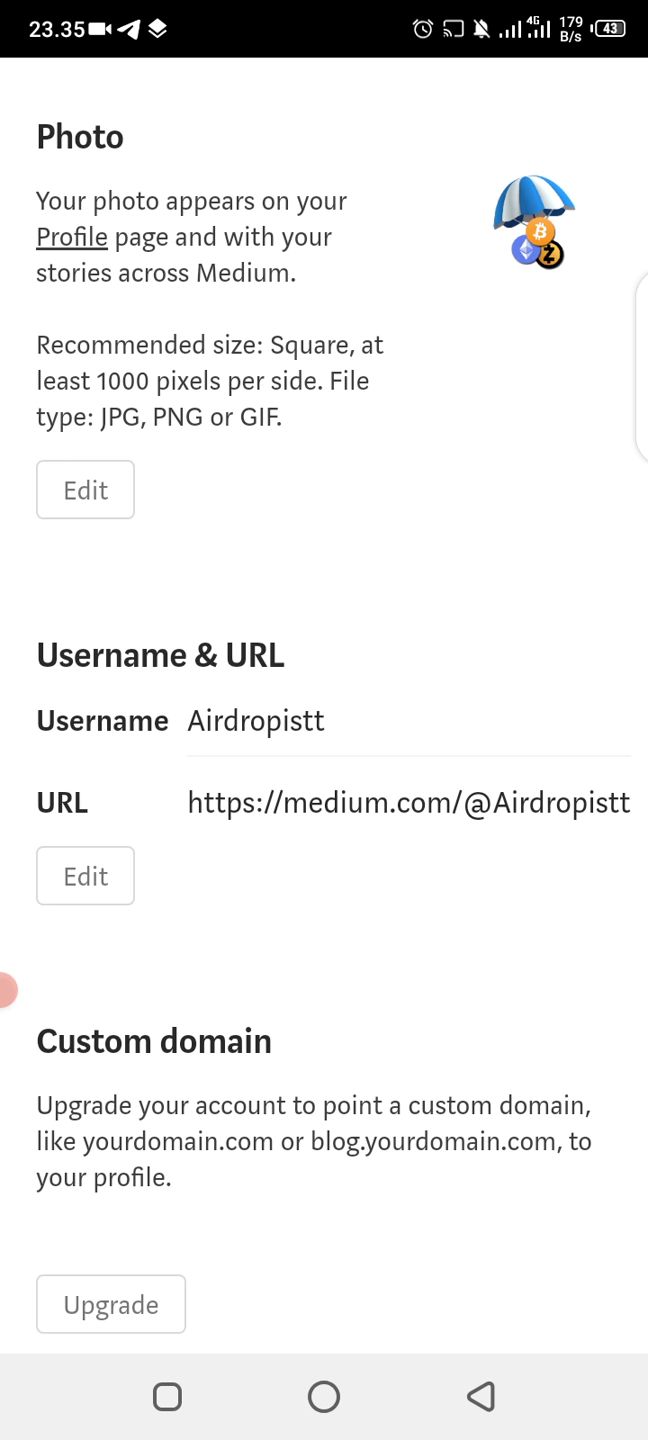 23.35
4G
179
B/s
43
Photo
Your photo appears on your
Profile page and with your
stories across Medium.
Recommended size: Square, at
least 1000 pixels per side. File
type: JPG, PNG or GIF.
Edit
Username & URL
Username Airdropistt
URL https://medium.com/@Airdropistt
Edit
Custom domain
Upgrade your account to point a custom domain,
like yourdomain.com or blog.yourdomain.com, to
your profile.
Upgrade